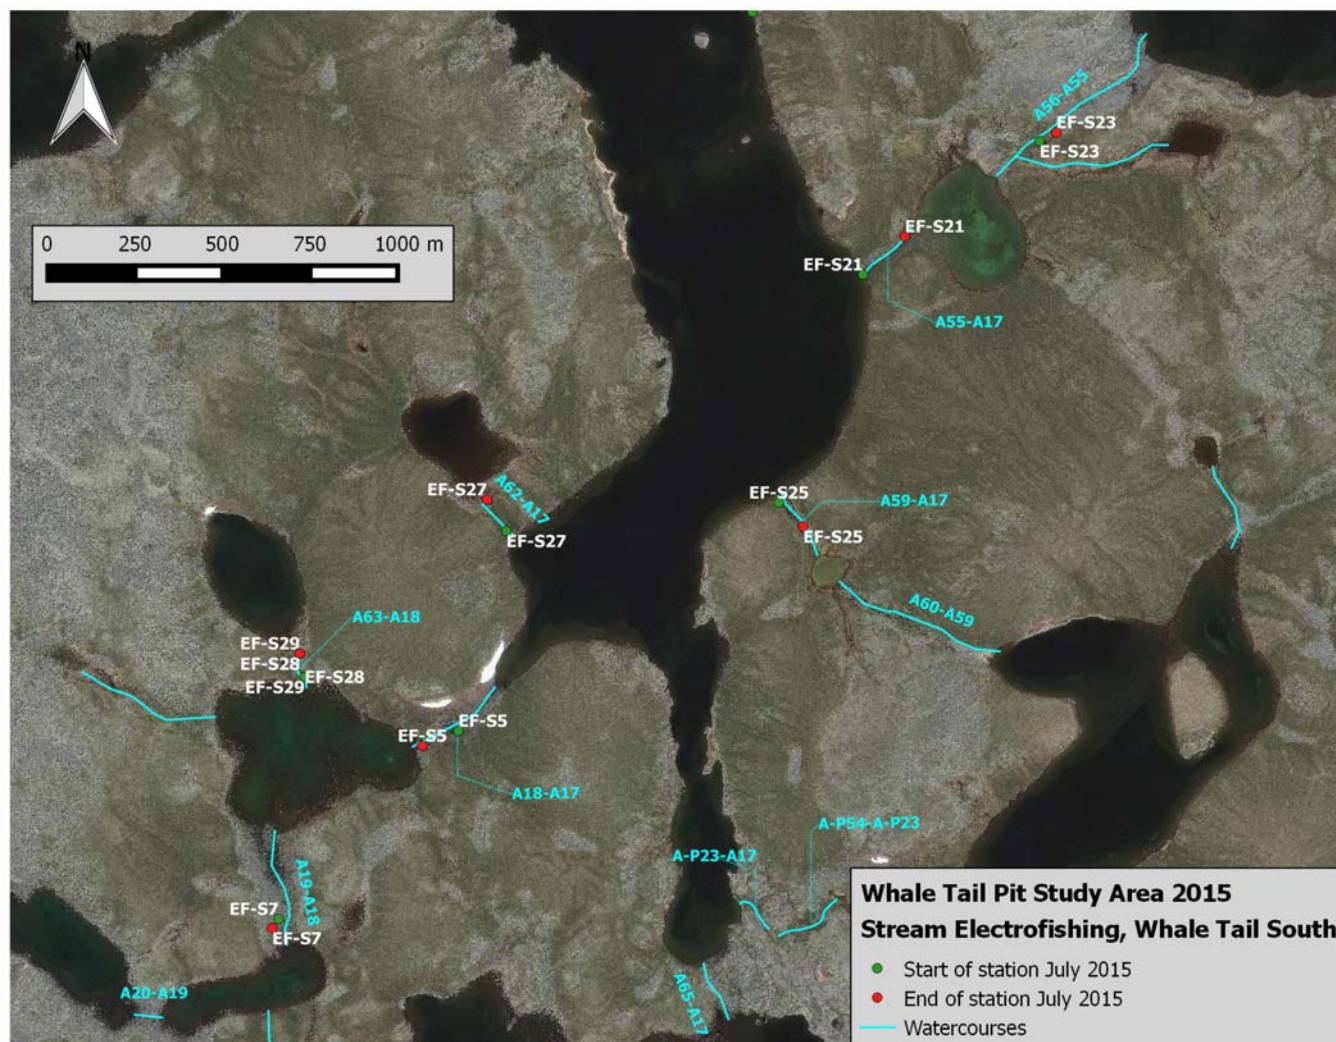 N
A56-A55
EF-S23
EF-S23
0 250 500 750 1000 m
EF-S21
EF-S21
A55-A17
EF-S27
A62-A17
EF-S27
EF-S25
A59-A17
EF-S25
A60-A59
A63-A18
EF-S29
EF-S28
EF-S28
EF-S29
EF-S5
EF-S5
A18-A17
A-P54-A-P23
A-P23-A17
A19-A18
EF-S7
EF-S7
A20-A19
A65-A17
Whale Tail Pit Study Area 2015
Stream Electrofishing, Whale Tail South
Start of station July 2015
End of station July 2015
Watercourses